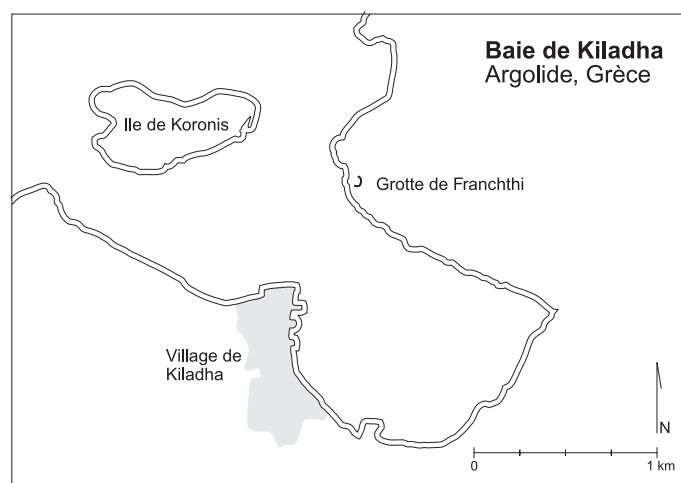 Baie de Kiladha
Argolide, Grèce
Ile de Koronis
Grotte de Franchthi
Village de
Kiladha
N
0
1 km